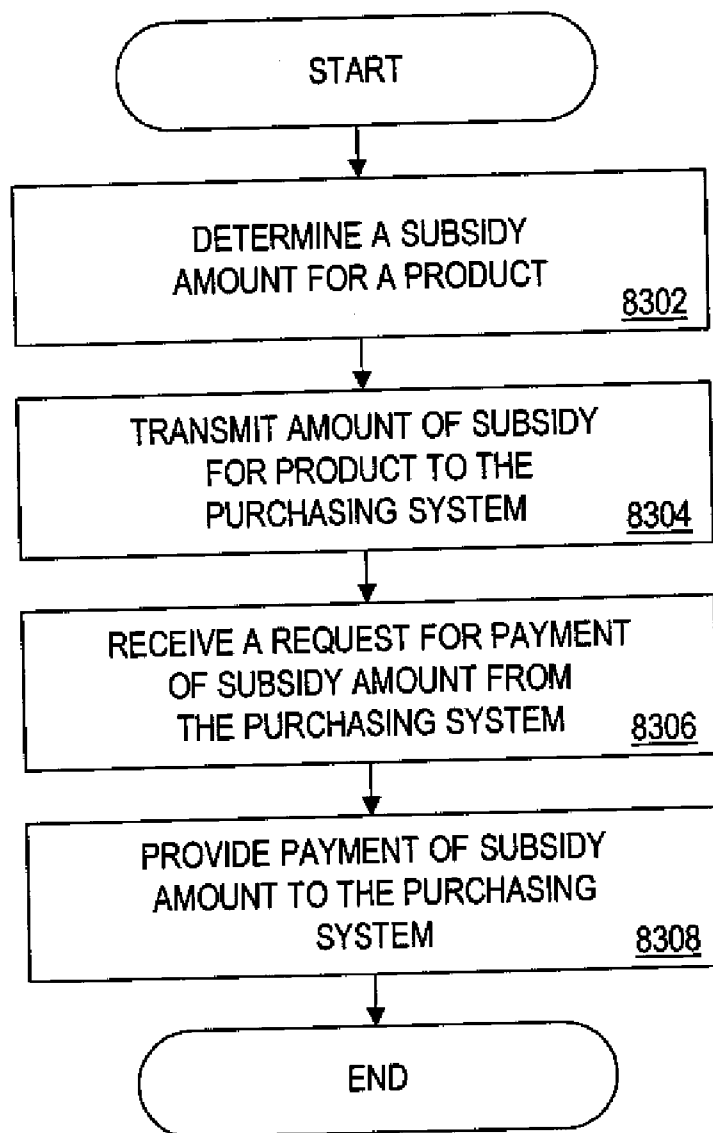 START
DETERMINE A SUBSIDY
AMOUNT FOR A PRODUCT
8302
TRANSMIT AMOUNT OF SUBSIDY
FOR PRODUCT TO THE
PURCHASING SYSTEM
8304
RECEIVE A REQUEST FOR PAYMENT
OF SUBSIDY AMOUNT FROM
THE PURCHASING SYSTEM
8306
PROVIDE PAYMENT OF SUBSIDY
AMOUNT TO THE PURCHASING
SYSTEM
8308
END